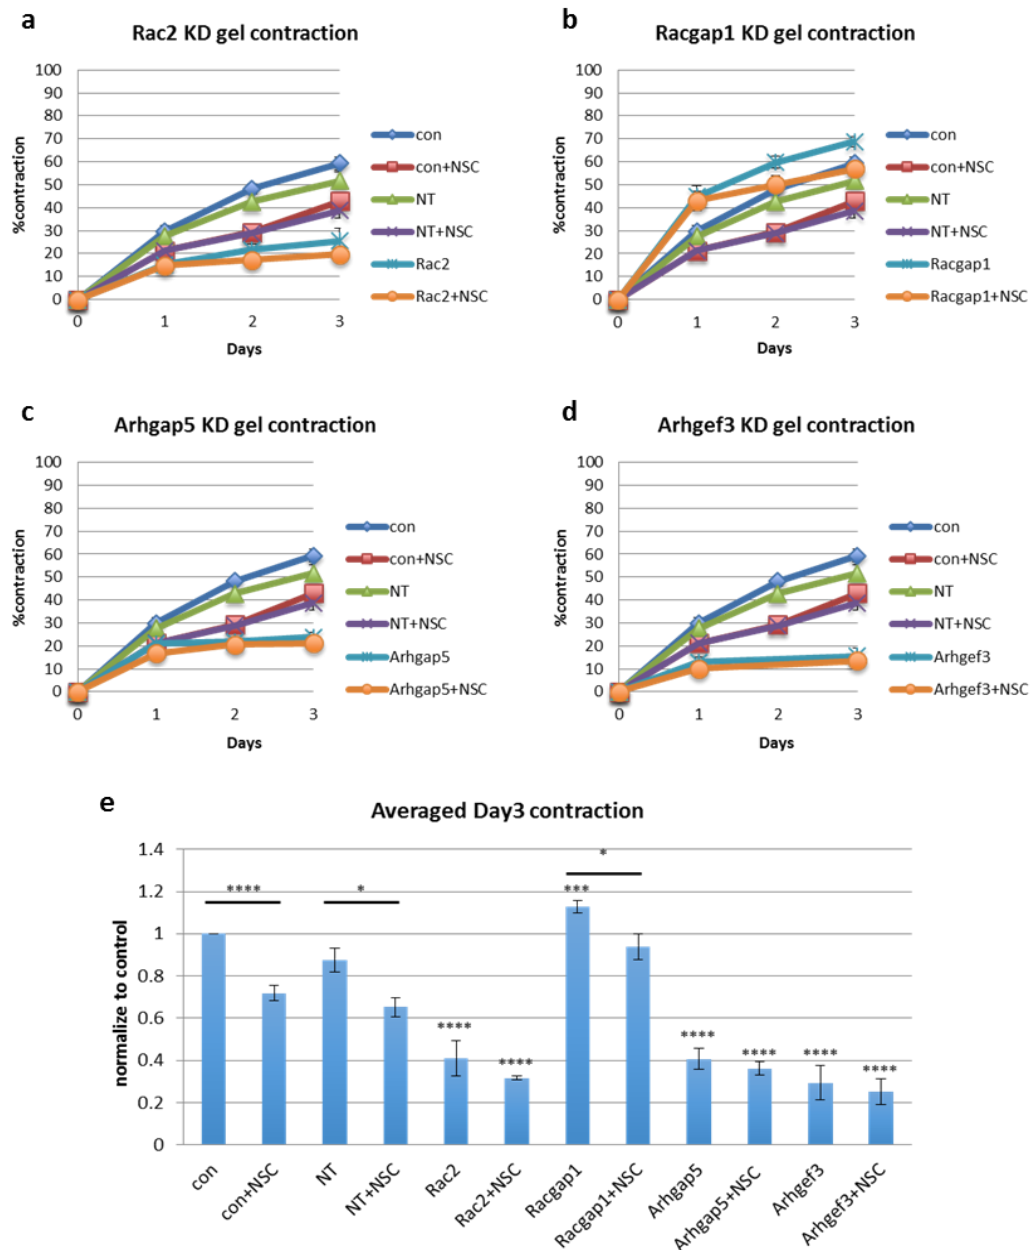 a
Rac2 KD gel contraction
100
90
80
70
60
50
40
30
20
10
0
%contraction
0 1 2 3
Days
con
con+NSC
NT
NT+NSC
Rac2
Rac2+NSC
b
Racgap1 KD gel contraction
100
90
80
70
60
50
40
30
20
10
0
%contraction
0 1 2 3
Days
con
con+NSC
NT
NT+NSC
Racgap1
Racgap1+NSC
c
Arhgap5 KD gel contraction
100
90
80
70
60
50
40
30
20
10
0
%contraction
0 1 2 3
Days
con
con+NSC
NT
NT+NSC
Arhgap5
Arhgap5+NSC
d
Arhgef3 KD gel contraction
100
90
80
70
60
50
40
30
20
10
0
%contraction
0 1 2 3
Days
con
con+NSC
NT
NT+NSC
Arhgef3
Arhgef3+NSC
e
Averaged Day3 contraction
1.4
1.2
1
0.8
0.6
0.4
0.2
0
normalize to control
**** * **** **** *** * **** **** **** ****
con con+NSC NT NT+NSC Rac2 Rac2+NSC Racgap1 Racgap1+NSC Arhgap5 Arhgap5+NSC Arhgef3 Arhgef3+NSC